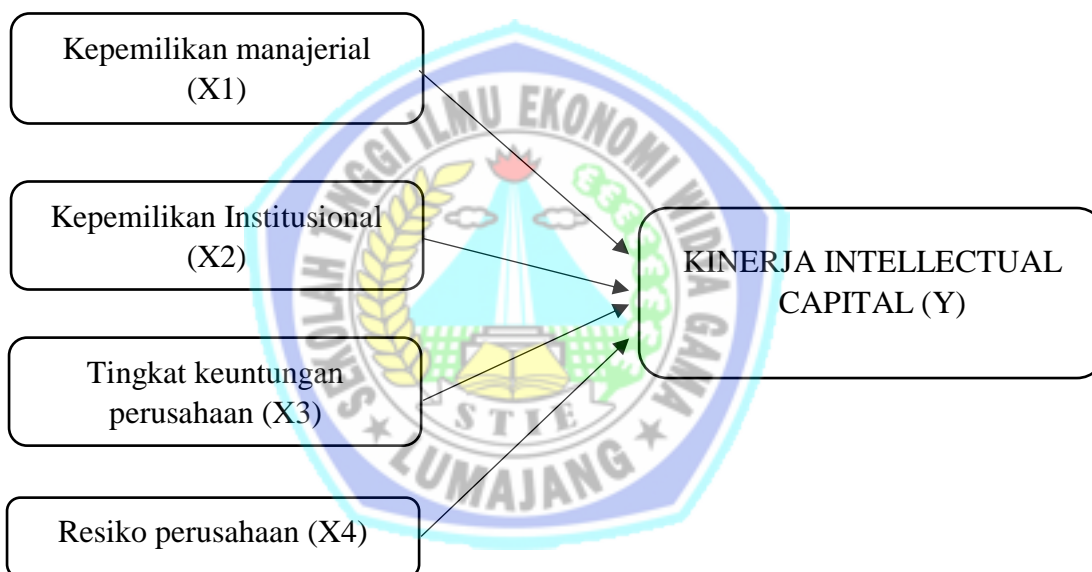 Kepemilikan manajerial
(X1)
Kepemilikan Institusional
(X2)
Tingkat keuntungan
perusahaan (X3)
Resiko perusahaan (X4)
KINERJA INTELLECTUAL
CAPITAL (Y)
SEKOLAH TINGGI ILMU EKONOMI WIDYA GAMA
STIE
LUMAJANG